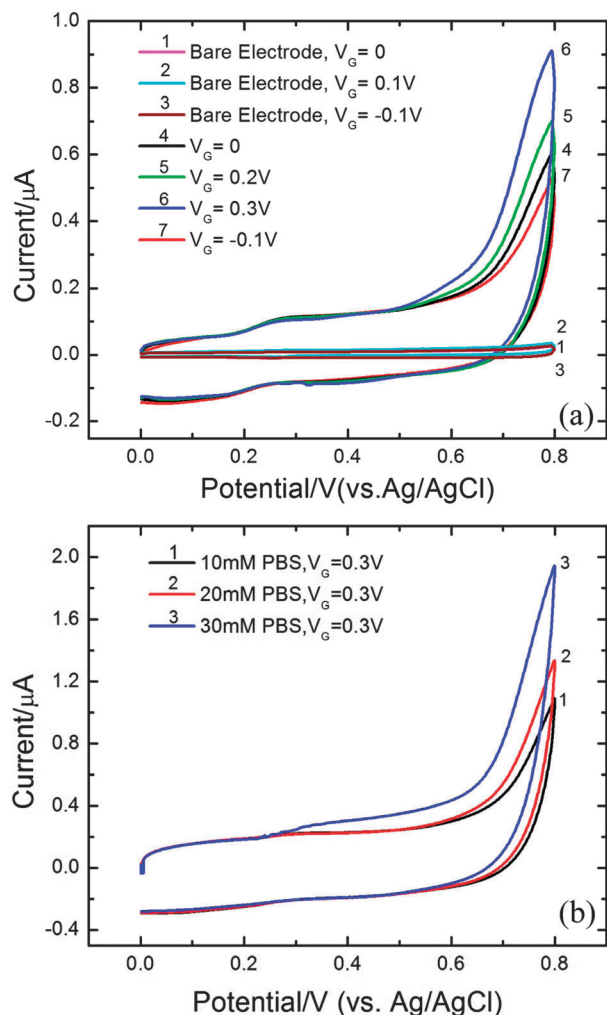 1.0
0.8
0.6
0.4
0.2
0.0
-0.2
Current/μA
1 Bare Electrode, V_G= 0
2 Bare Electrode, V_G= 0.1V
3 Bare Electrode, V_G= -0.1V
4 V_G= 0
5 V_G= 0.2V
6 V_G= 0.3V
7 V_G= -0.1V
6
5
4
7
2
1
3
(a)
0.0 0.2 0.4 0.6 0.8
Potential/V(vs.Ag/AgCl)
2.0
1.6
1.2
0.8
0.4
0.0
-0.4
Current/μA
1 10mM PBS,V_G=0.3V
2 20mM PBS,V_G=0.3V
3 30mM PBS,V_G=0.3V
3
2
1
(b)
0.0 0.2 0.4 0.6 0.8
Potential/V (vs. Ag/AgCl)